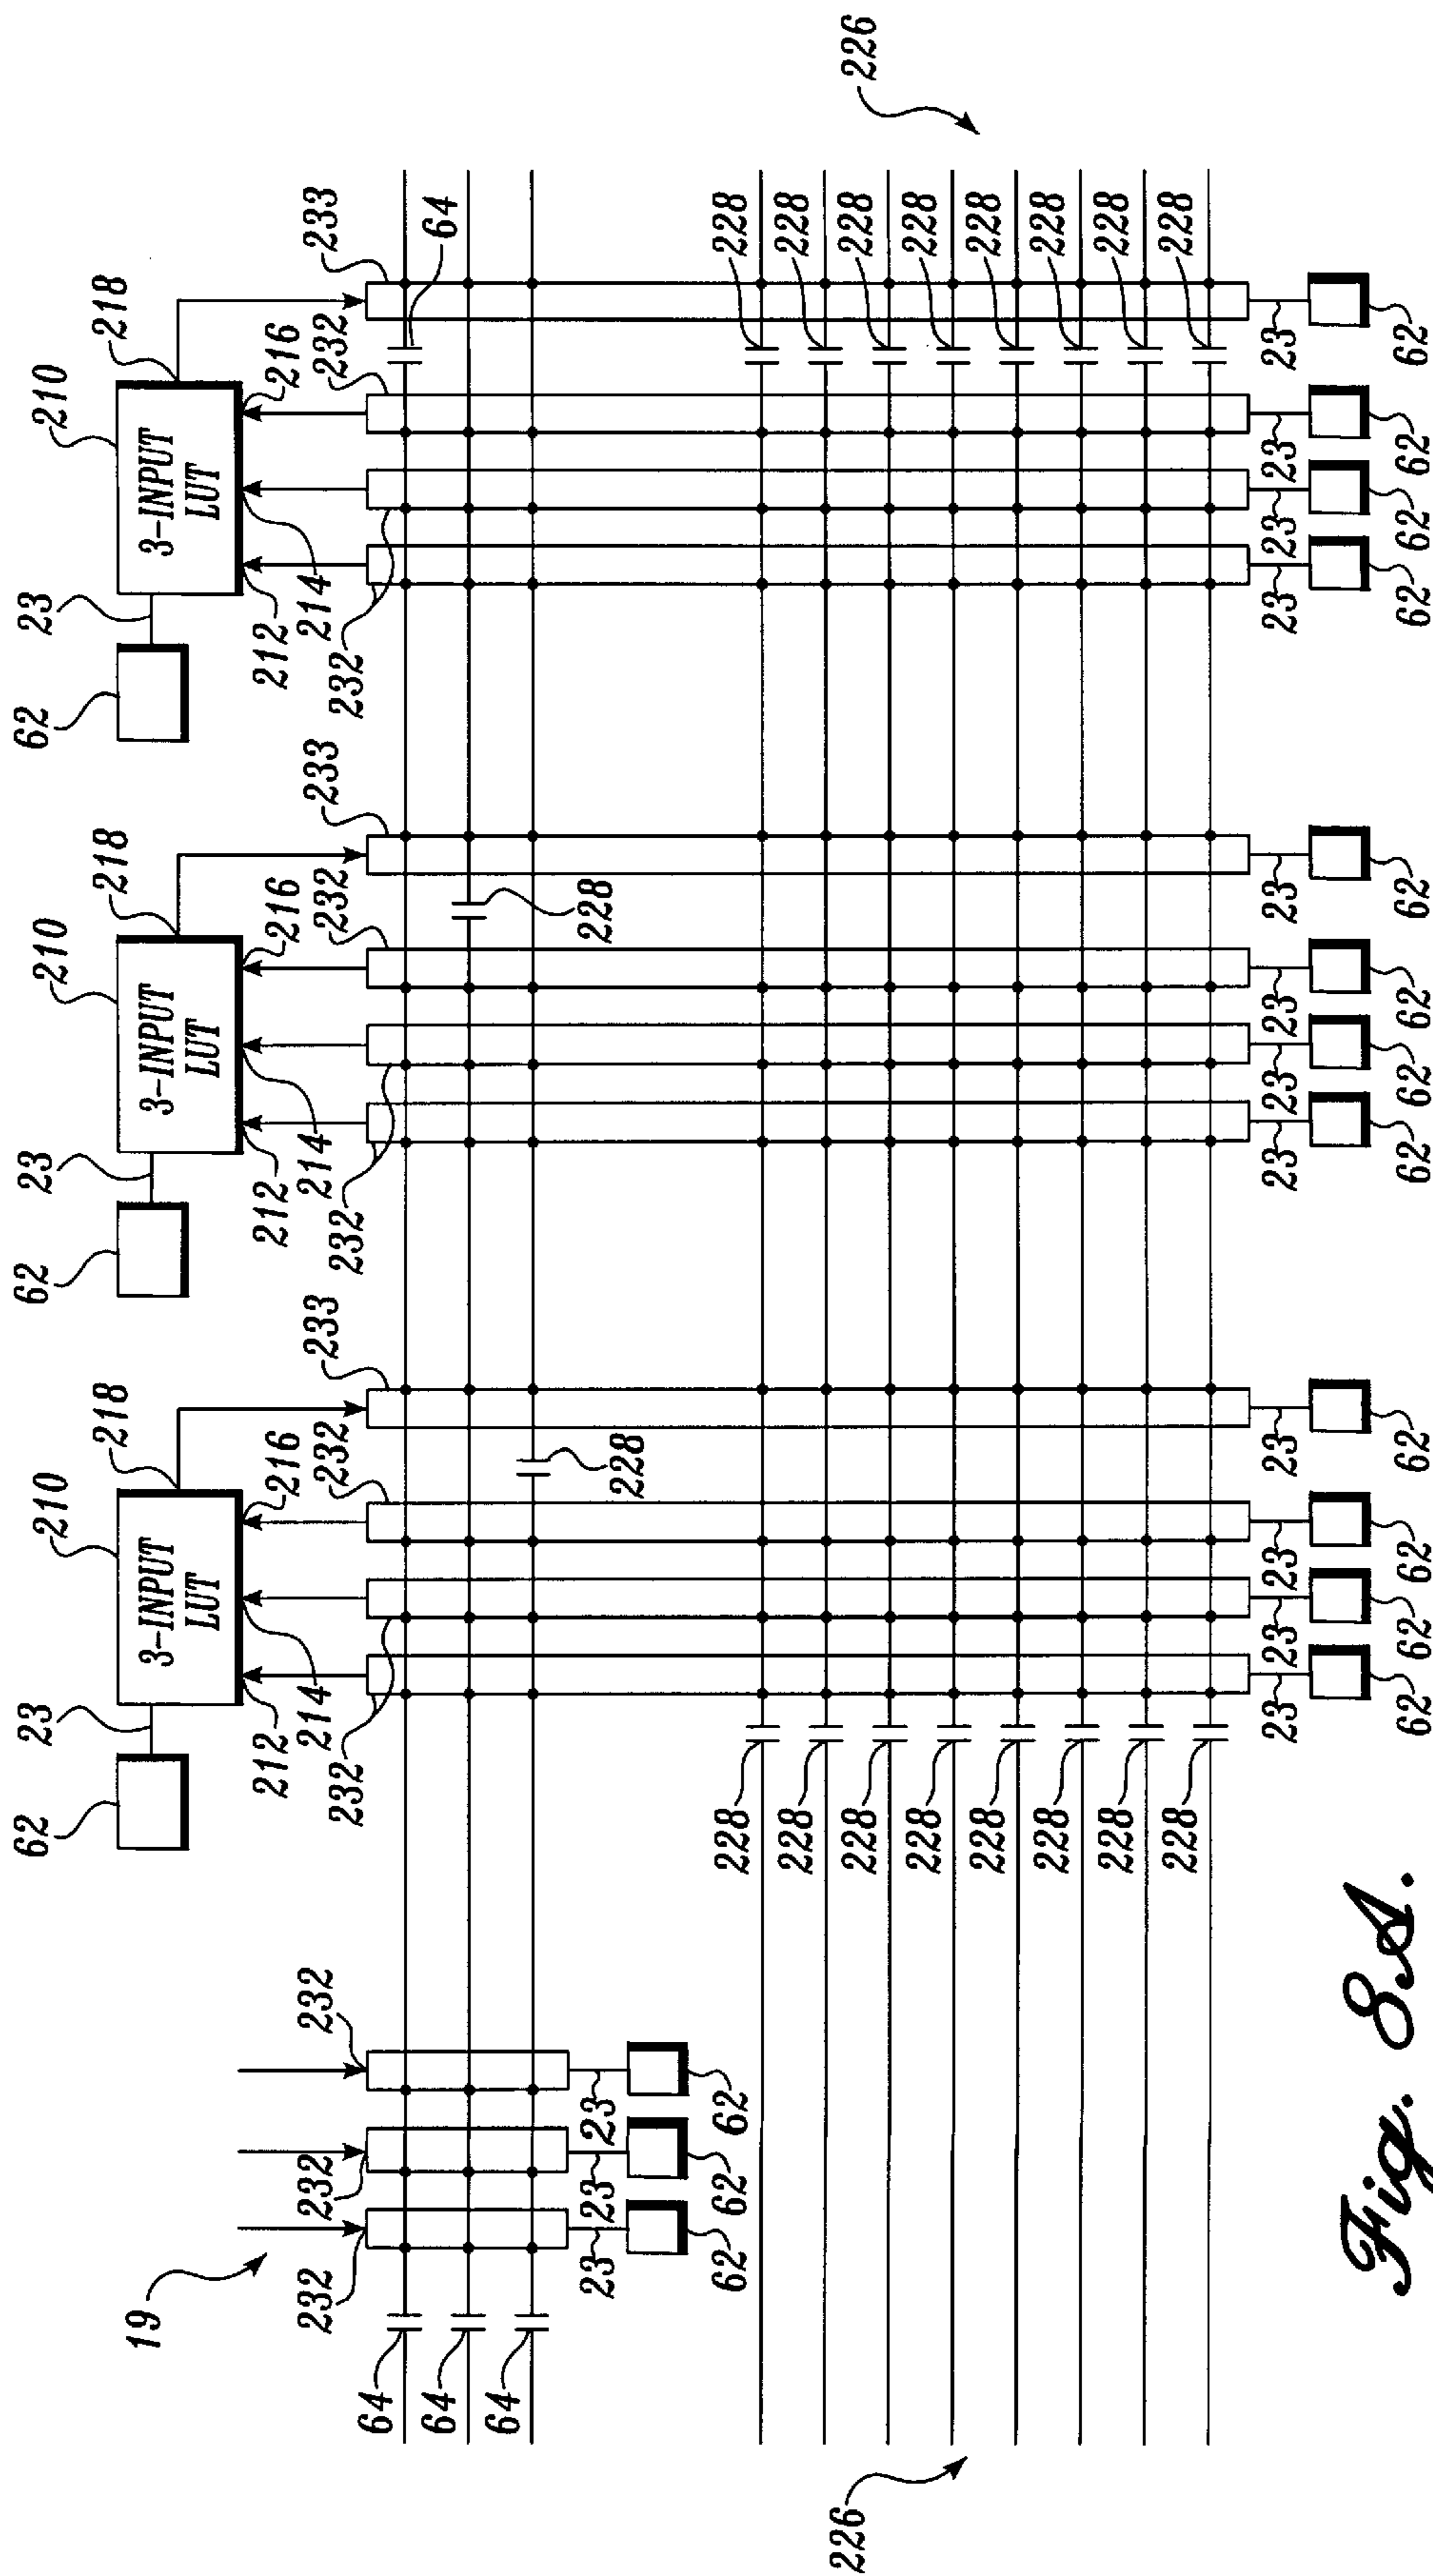 62 23 210 218
62 23 210 218
62 23 210 218
3-INPUT
LUT
3-INPUT
LUT
3-INPUT
LUT
19
212 216
212 216
212 216
214 214 214
232 232 232
232 232 233
232 232 233
232 232 233
64 64
64
64
228
228
23 23 23
62 62 62
228 228
228 228
228 228
228 228
228 228
228 228
228 228
228 228
226 226
23 23 23 23
23 23 23 23
23 23 23 23
62 62 62 62
62 62 62 62
62 62 62 62
Fig. 8A.